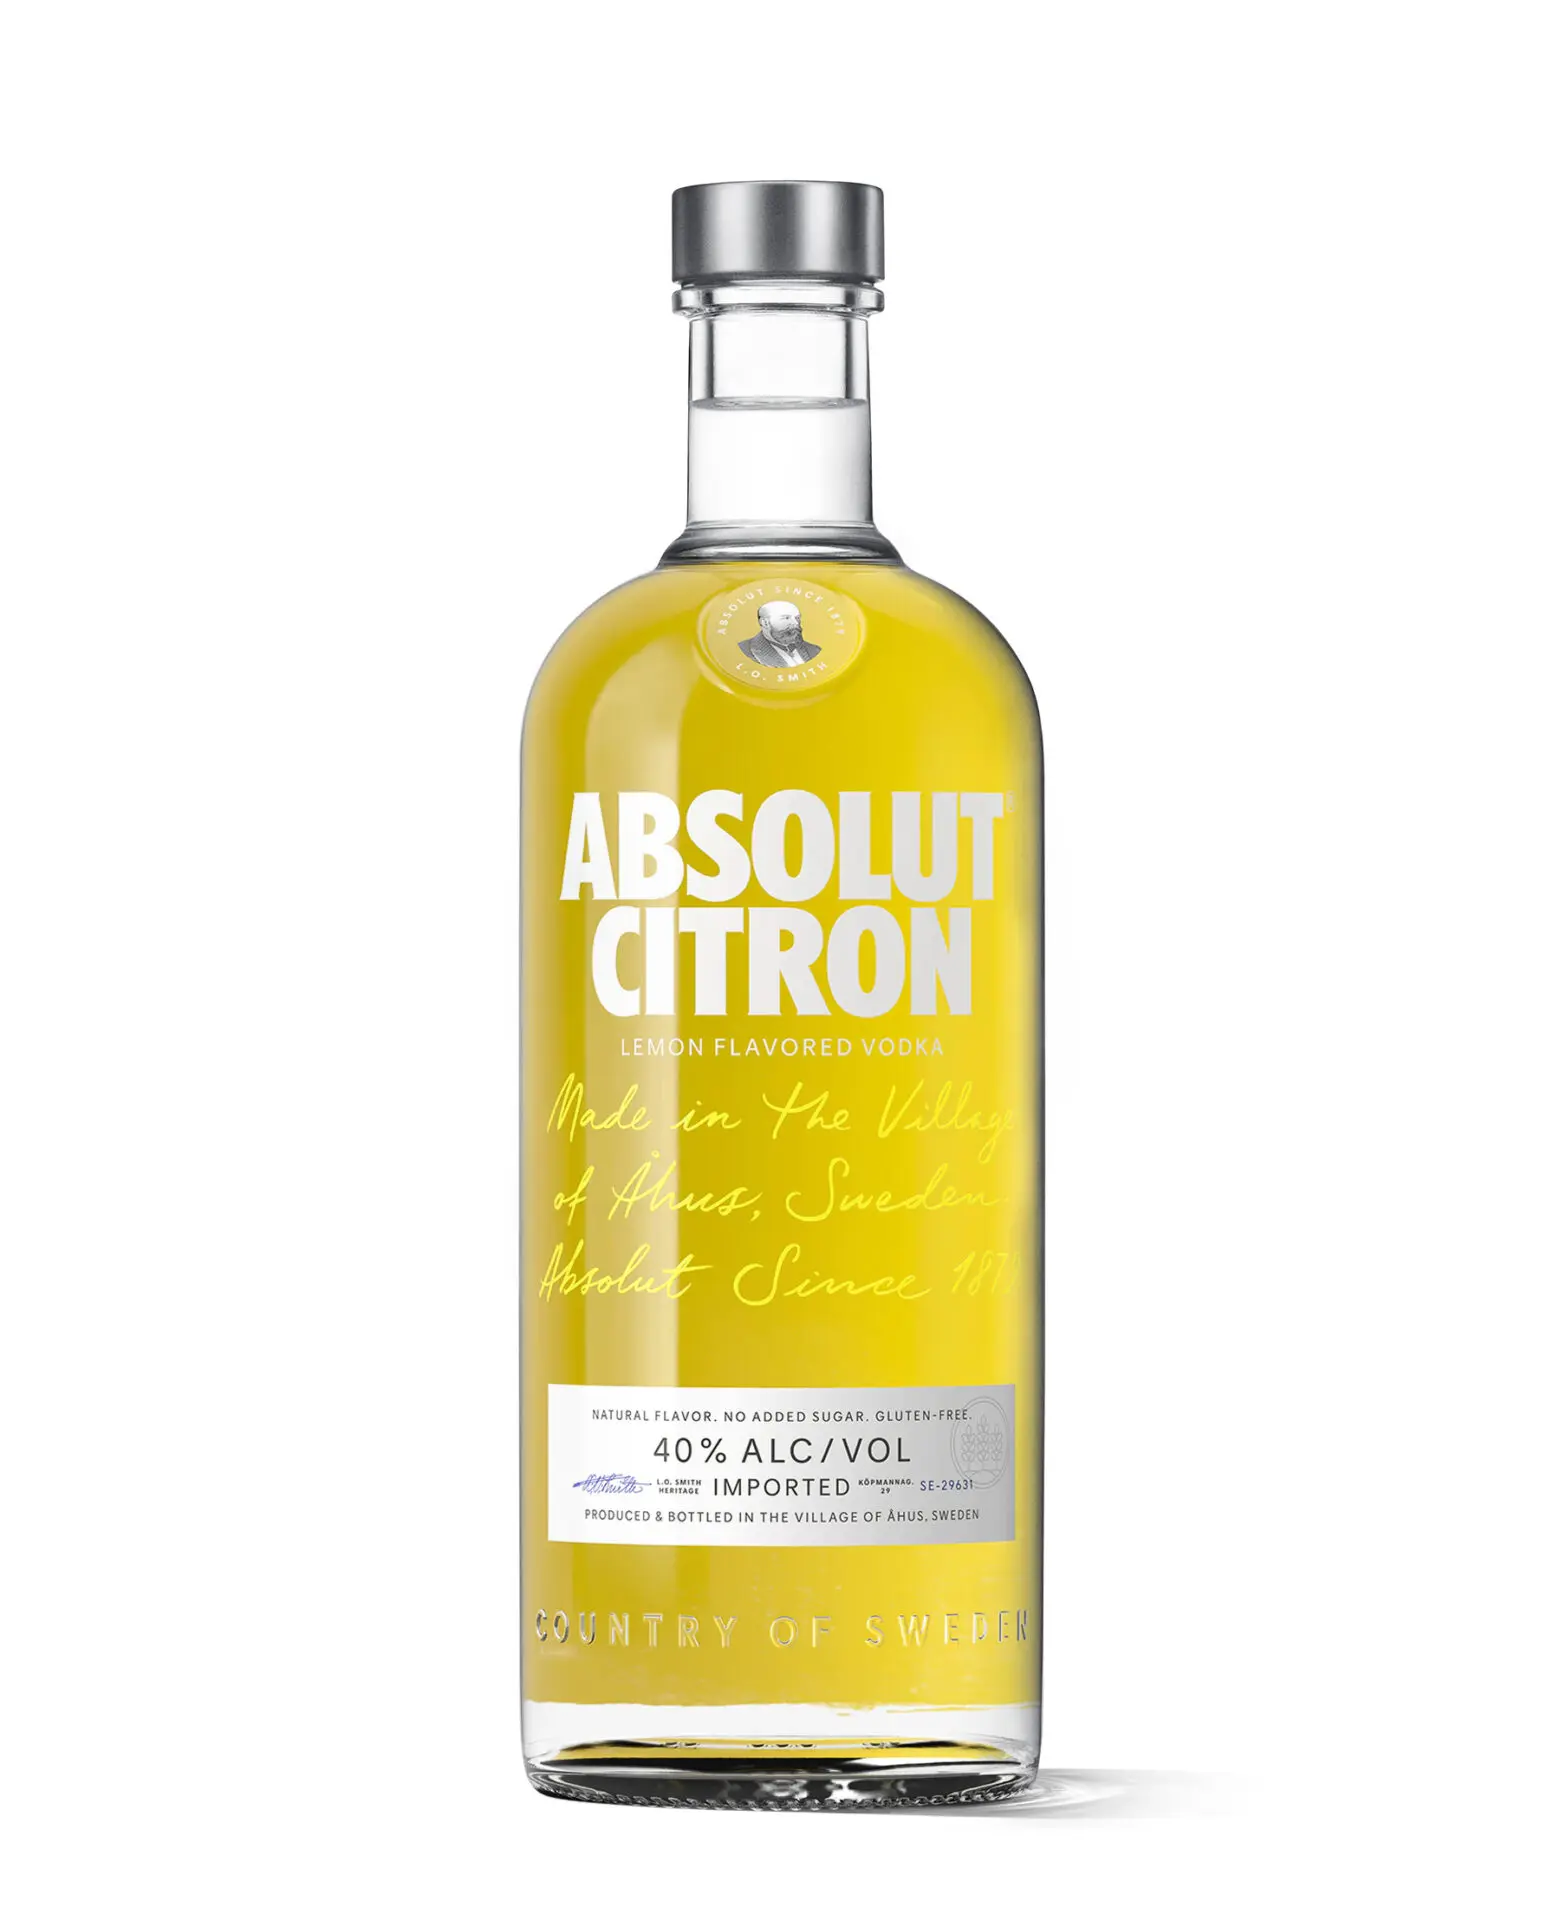 ABSOLUT SINCE 1879
L.O. SMITH
ABSOLUT®
CITRON
LEMON FLAVORED VODKA
Made in the Village
of Åhus, Sweden.
Absolut Since 1879
NATURAL FLAVOR. NO ADDED SUGAR. GLUTEN-FREE.
40% ALC/VOL
L.O. SMITH HERITAGE IMPORTED KÖPMANNAG. 29 SE-29631
PRODUCED & BOTTLED IN THE VILLAGE OF ÅHUS, SWEDEN
COUNTRY OF SWEDEN